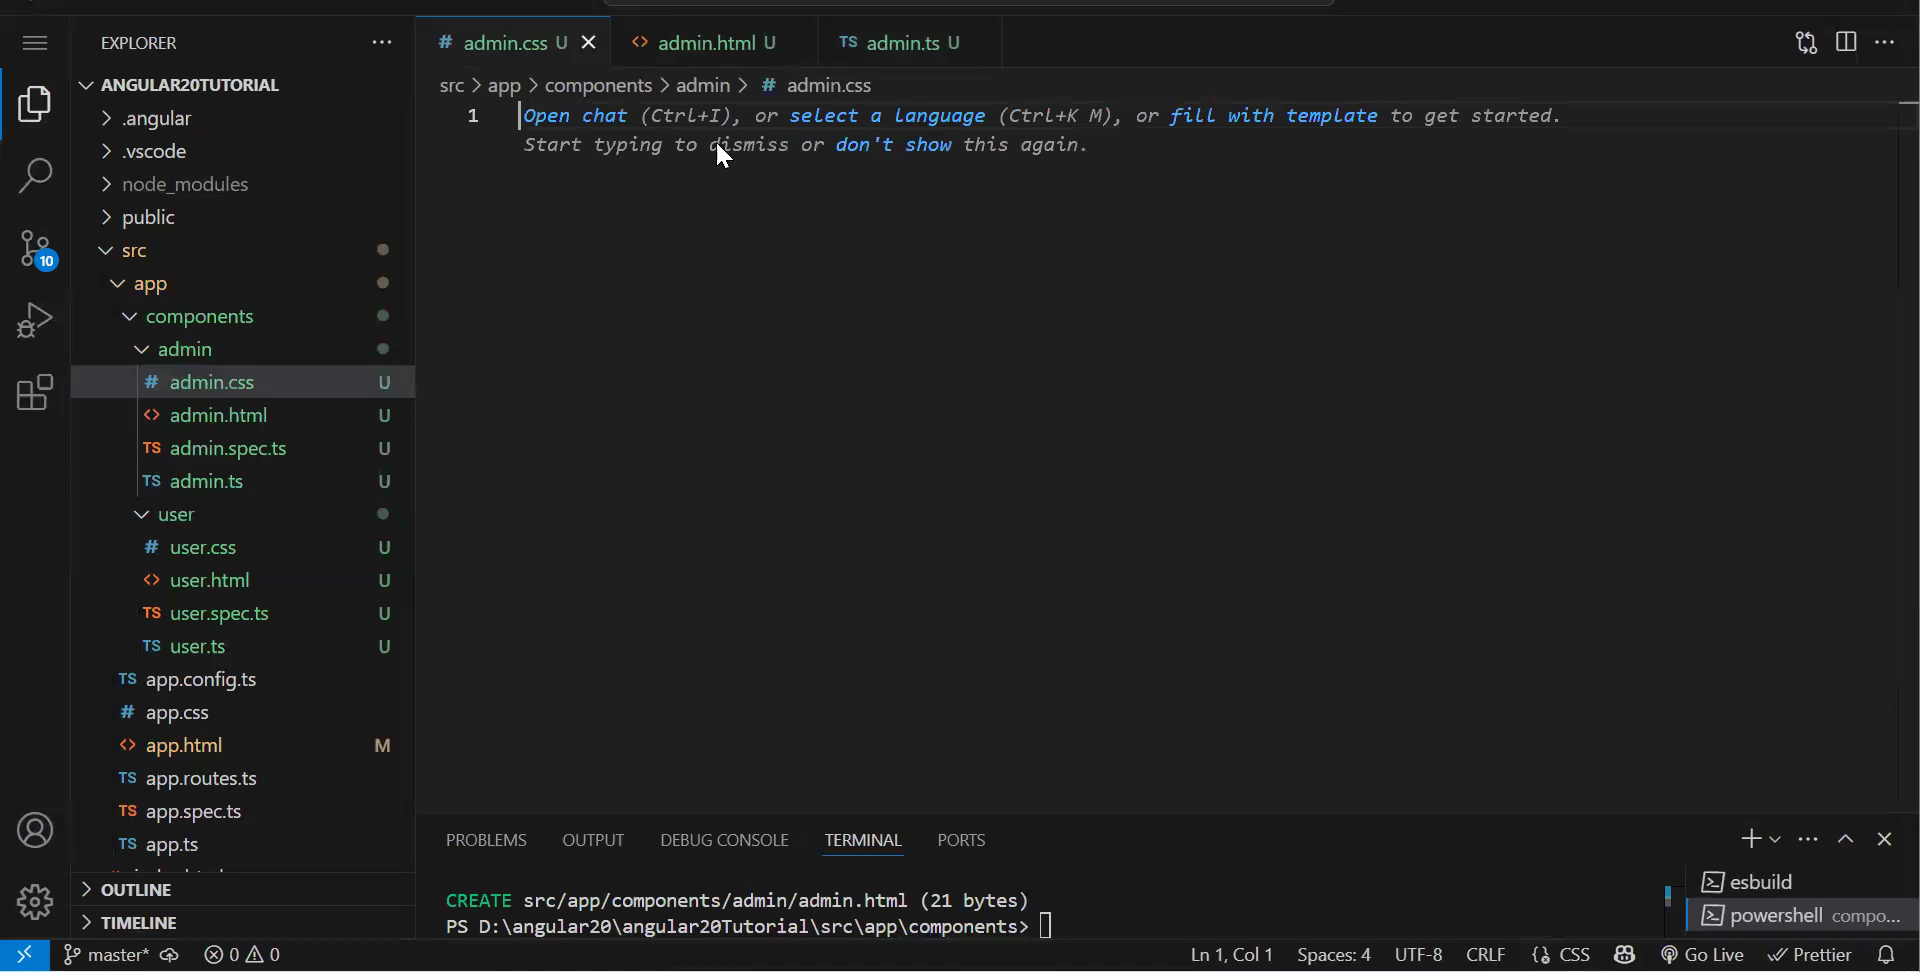 EXPLORER
ANGULAR20TUTORIAL
.angular
.vscode
node_modules
public
src
app
components
admin
# admin.css U
<> admin.html U
TS admin.spec.ts U
TS admin.ts U
user
# user.css U
<> user.html U
TS user.spec.ts U
TS user.ts U
TS app.config.ts
# app.css
<> app.html M
TS app.routes.ts
TS app.spec.ts
TS app.ts
OUTLINE
TIMELINE
10
# admin.css U
<> admin.html U
TS admin.ts U
src > app > components > admin > # admin.css
1 Open chat (Ctrl+I), or select a language (Ctrl+K M), or fill with template to get started.
Start typing to dismiss or don't show this again.
PROBLEMS OUTPUT DEBUG CONSOLE TERMINAL PORTS
CREATE src/app/components/admin/admin.html (21 bytes)
PS D:\angular20\angular20Tutorial\src\app\components>
esbuild
powershell compo...
master* 0 0 Ln 1, Col 1 Spaces: 4 UTF-8 CRLF CSS Go Live Prettier